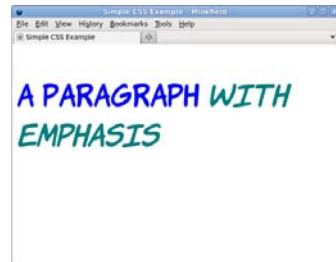 Simple CSS Example - Minefield
File Edit View History Bookmarks Tools Help
Simple CSS Example
A PARAGRAPH WITH
EMPHASIS